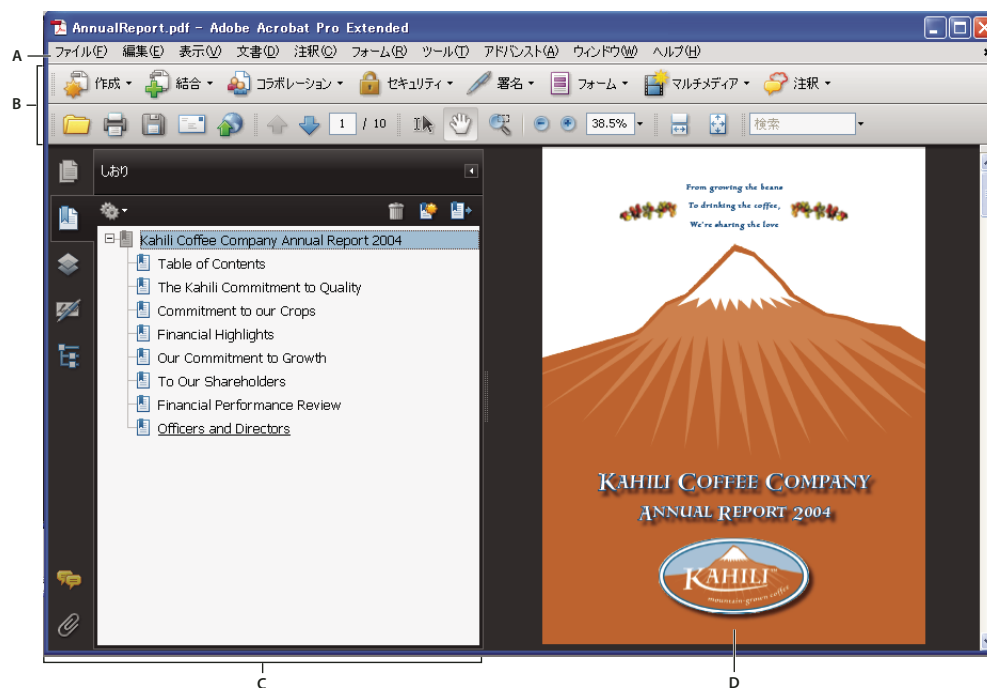 AnnualReport.pdf - Adobe Acrobat Pro Extended
A
ファイル(F) 編集(E) 表示(V) 文書(D) 注釈(C) フォーム(R) ツール(T) アドバンスト(A) ウィンドウ(W) ヘルプ(H)
B
作成 結合 コラボレーション セキュリティ 署名 フォーム マルチメディア 注釈
1 / 10 38.5% 検索
しおり
Kahili Coffee Company Annual Report 2004
Table of Contents
The Kahili Commitment to Quality
Commitment to our Crops
Financial Highlights
Our Commitment to Growth
To Our Shareholders
Financial Performance Review
Officers and Directors
From growing the beans
To drinking the coffee,
We're sharing the love
KAHILI COFFEE COMPANY
ANNUAL REPORT 2004
KAHILI™
mountain-grown coffee
C
D